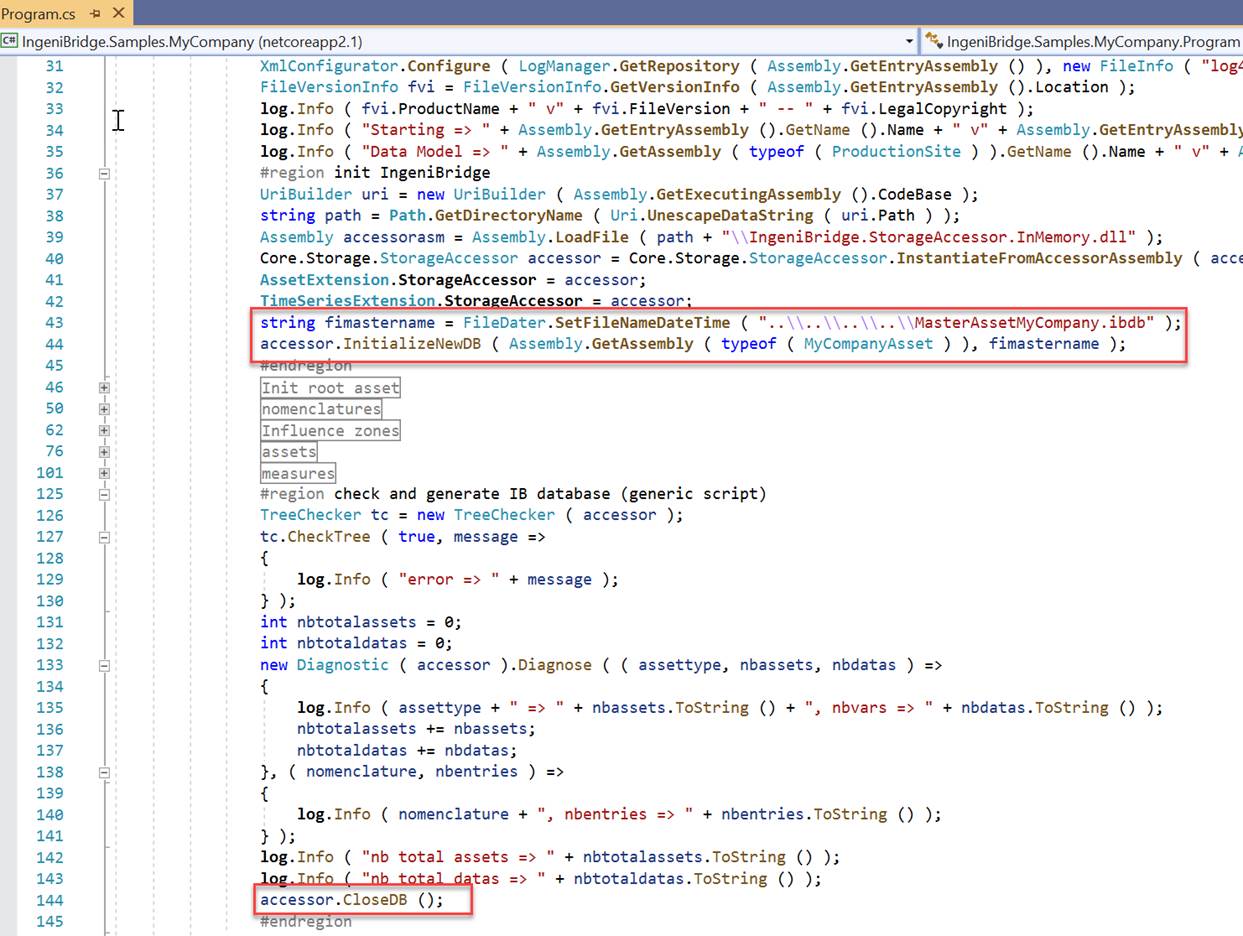 Program.cs
C# IngeniBridge.Samples.MyCompany (netcoreapp2.1) IngeniBridge.Samples.MyCompany.Program
31 XmlConfigurator.Configure ( LogManager.GetRepository ( Assembly.GetEntryAssembly () ), new FileInfo ( "log4
32 FileVersionInfo fvi = FileVersionInfo.GetVersionInfo ( Assembly.GetEntryAssembly ().Location );
33 log.Info ( fvi.ProductName + " v" + fvi.FileVersion + " -- " + fvi.LegalCopyright );
34 log.Info ( "Starting => " + Assembly.GetEntryAssembly ().GetName ().Name + " v" + Assembly.GetEntryAssembly
35 log.Info ( "Data Model => " + Assembly.GetAssembly ( typeof ( ProductionSite ) ).GetName ().Name + " v" + A
36 #region init IngeniBridge
37 UriBuilder uri = new UriBuilder ( Assembly.GetExecutingAssembly ().CodeBase );
38 string path = Path.GetDirectoryName ( Uri.UnescapeDataString ( uri.Path ) );
39 Assembly accessorasm = Assembly.LoadFile ( path + "\\IngeniBridge.StorageAccessor.InMemory.dll" );
40 Core.Storage.StorageAccessor accessor = Core.Storage.StorageAccessor.InstantiateFromAccessorAssembly ( acce
41 AssetExtension.StorageAccessor = accessor;
42 TimeSeriesExtension.StorageAccessor = accessor;
43 string fimastername = FileDater.SetFileNameDateTime ( "..\\..\\..\\..\\MasterAssetMyCompany.ibdb" );
44 accessor.InitializeNewDB ( Assembly.GetAssembly ( typeof ( MyCompanyAsset ) ), fimastername );
45 #endregion
46 Init root asset
50 nomenclatures
62 Influence zones
76 assets
101 measures
125 #region check and generate IB database (generic script)
126 TreeChecker tc = new TreeChecker ( accessor );
127 tc.CheckTree ( true, message =>
128 {
129 log.Info ( "error => " + message );
130 } );
131 int nbtotalassets = 0;
132 int nbtotaldatas = 0;
133 new Diagnostic ( accessor ).Diagnose ( ( assettype, nbassets, nbdatas ) =>
134 {
135 log.Info ( assettype + " => " + nbassets.ToString () + ", nbvars => " + nbdatas.ToString () );
136 nbtotalassets += nbassets;
137 nbtotaldatas += nbdatas;
138 }, ( nomenclature, nbentries ) =>
139 {
140 log.Info ( nomenclature + ", nbentries => " + nbentries.ToString () );
141 } );
142 log.Info ( "nb total assets => " + nbtotalassets.ToString () );
143 log.Info ( "nb total datas => " + nbtotaldatas.ToString () );
144 accessor.CloseDB ();
145 #endregion